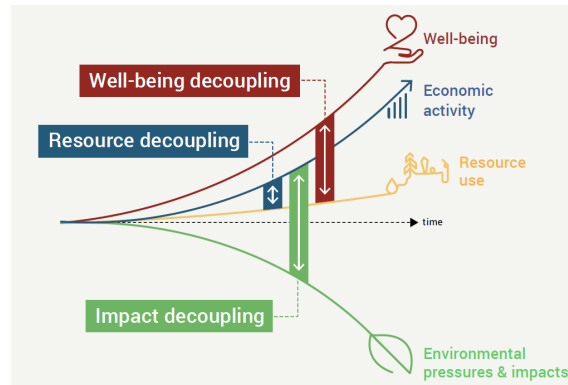 Well-being
Well-being decoupling
Economic
activity
Resource decoupling
Resource
use
time
Impact decoupling
Environmental
pressures & impacts